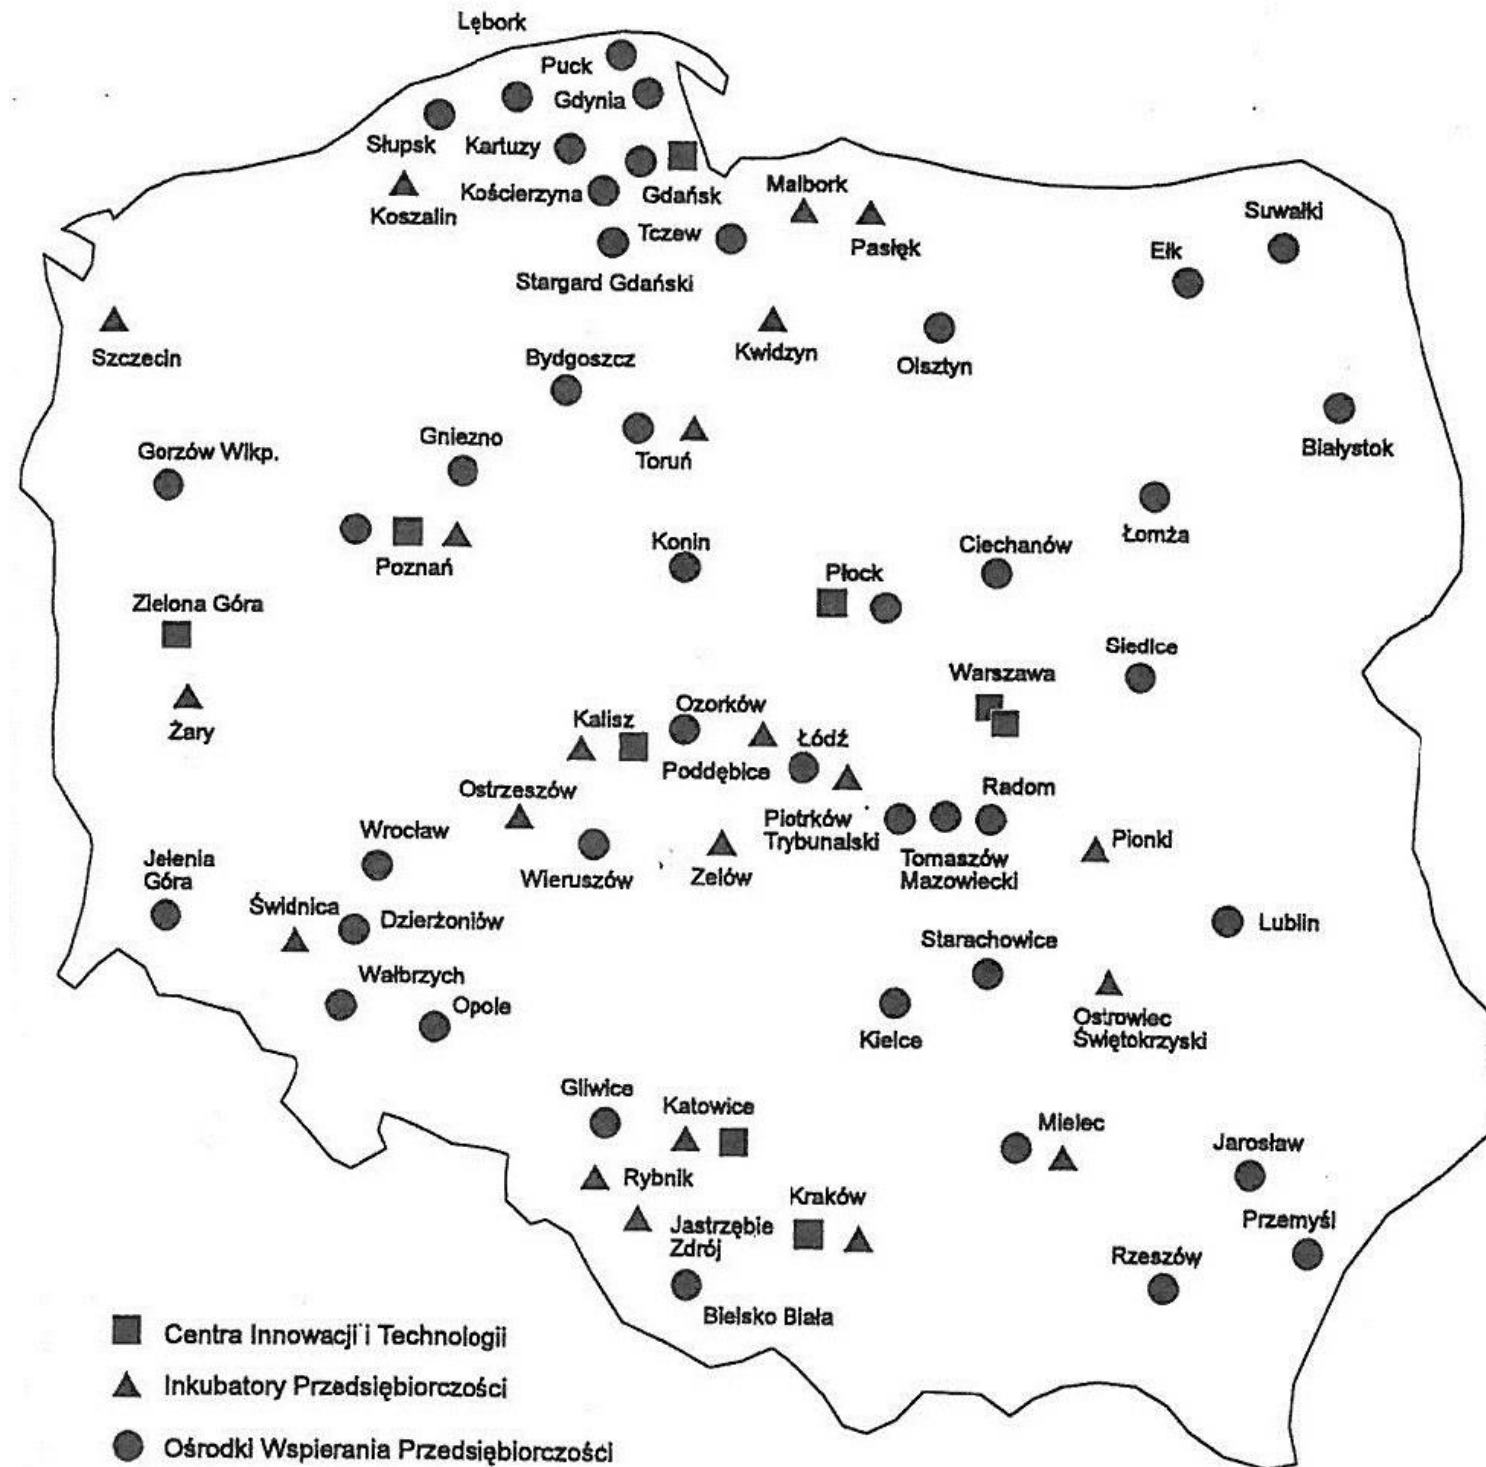 Lębork
Puck
Gdynia
Słupsk
Kartuzy
Kościerzyna
Gdańsk
Malbork
Koszalin
Suwałki
Tczew
Pasłęk
Ełk
Stargard Gdański
Szczecin
Bydgoszcz
Kwidzyn
Olsztyn
Gniezno
Białystok
Gorzów Wlkp.
Toruń
Łomża
Konin
Ciechanów
Poznań
Płock
Zielona Góra
Siedlce
Warszawa
Ozorków
Kalisz
Żary
Łódź
Poddębice
Ostrzeszów
Radom
Piotrków
Trybunalski
Wrocław
Pionki
Jelenia
Góra
Wieruszów
Zelów
Tomaszów
Mazowiecki
Świdnica
Dzierżoniów
Lublin
Starachowice
Wałbrzych
Opole
Kielce
Ostrowiec
Świętokrzyski
Gliwice
Katowice
Mielec
Jarosław
Rybnik
Kraków
Jastrzębie
Zdrój
Przemyśl
Rzeszów
Bielsko Biała
Centra Innowacji i Technologii
Inkubatory Przedsiębiorczości
Ośrodki Wspierania Przedsiębiorczości